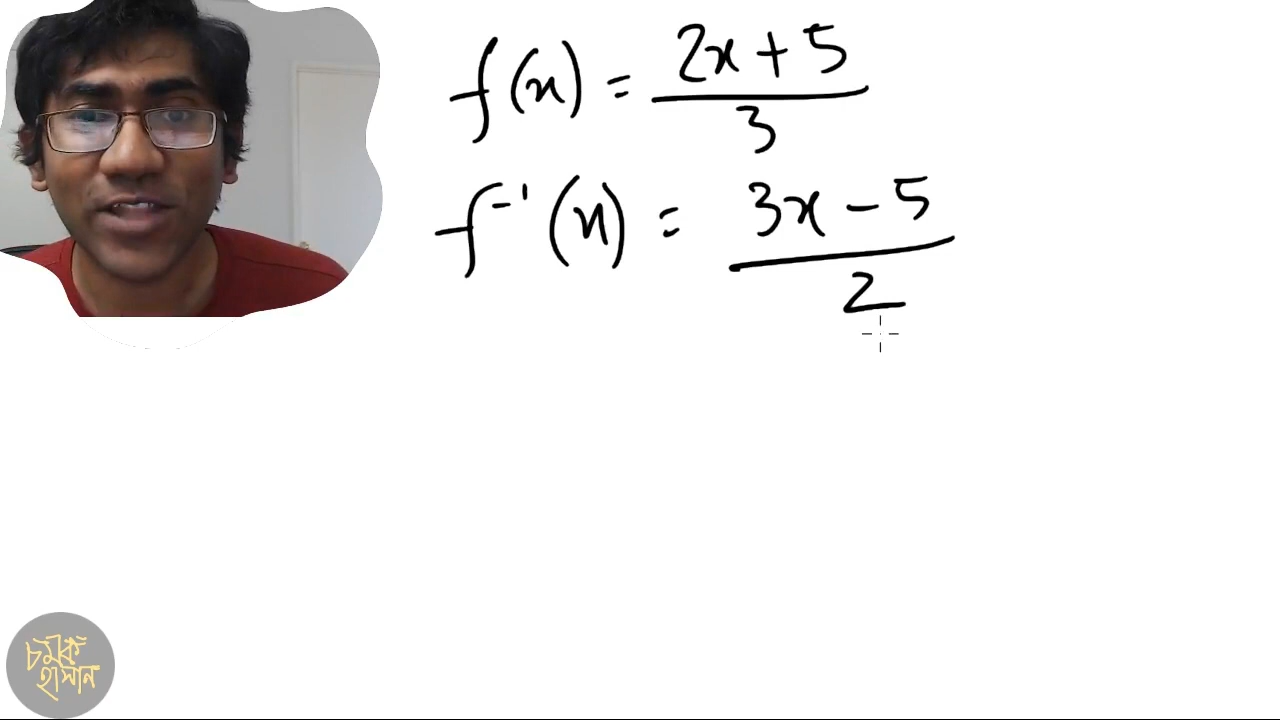 f(x) = (2x + 5)/3
f⁻¹(x) = (3x - 5)/2
চমক
হাসান